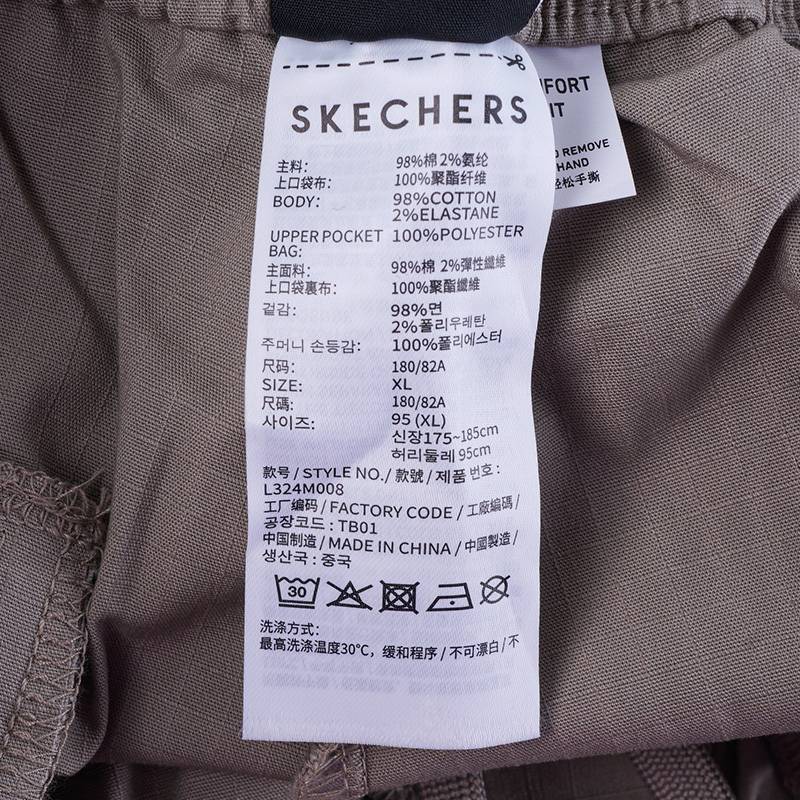 SKECHERS
主料: 98%棉 2%氨纶
上口袋布: 100%聚酯纤维
BODY: 98%COTTON
2%ELASTANE
UPPER POCKET 100%POLYESTER
BAG:
主面料: 98%棉 2%彈性纖維
上口袋裏布: 100%聚酯纖維
겉감: 98%면
2%폴리우레탄
주머니 손등감: 100%폴리에스터
尺码: 180/82A
SIZE: XL
尺碼: 180/82A
사이즈: 95 (XL)
신장175~185cm
허리둘레 95cm
款号 / STYLE NO. / 款號 / 제품 번호 :
L324M008
工厂编码 / FACTORY CODE / 工廠編碼 /
공장코드 : TB01
中国制造 / MADE IN CHINA / 中國製造 /
생산국 : 중국
30
洗涤方式:
最高洗涤温度30°C，缓和程序 / 不可漂白 / 不
FORT
IT
REMOVE
HAND
轻松手撕